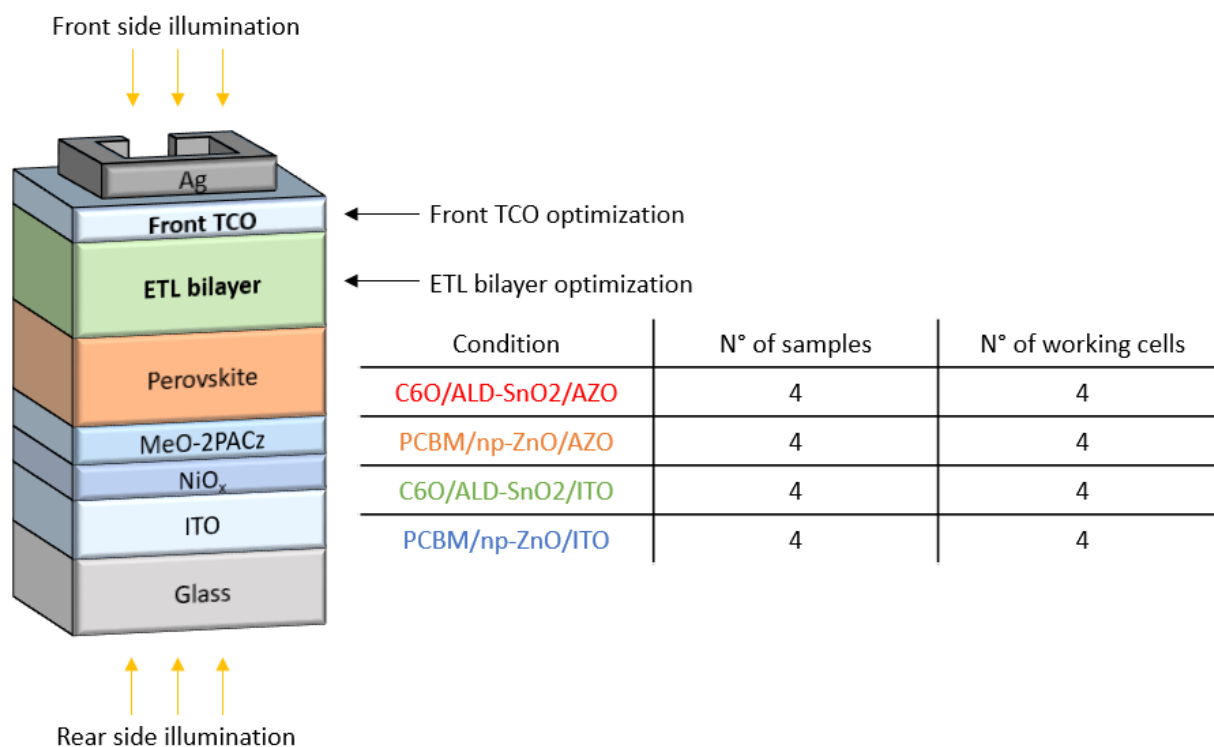 Front side illumination
Ag
Front TCO
Front TCO optimization
ETL bilayer
ETL bilayer optimization
Perovskite
MeO-2PACz
NiOx
ITO
Glass
Rear side illumination
Condition N° of samples N° of working cells
C6O/ALD-SnO2/AZO 4 4
PCBM/np-ZnO/AZO 4 4
C6O/ALD-SnO2/ITO 4 4
PCBM/np-ZnO/ITO 4 4